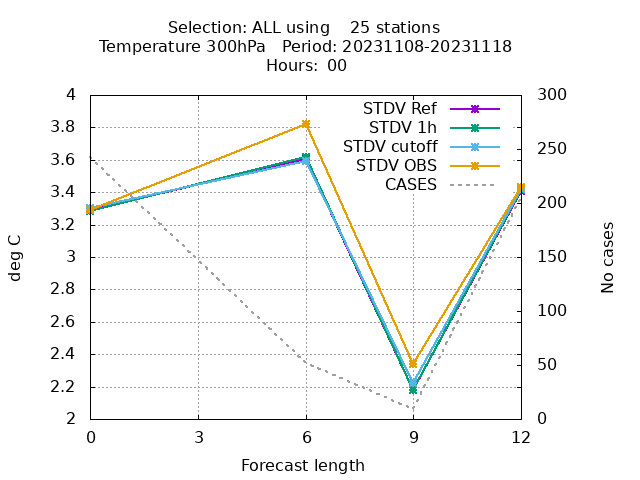 Selection: ALL using    25 stations
Temperature 300hPa   Period: 20231108-20231118
Hours:  00
4
3.8
3.6
3.4
3.2
3
2.8
2.6
2.4
2.2
2
300
250
200
150
100
50
0
0
3
6
9
12
STDV Ref
STDV 1h
STDV cutoff
STDV OBS
CASES
deg C
No cases
Forecast length